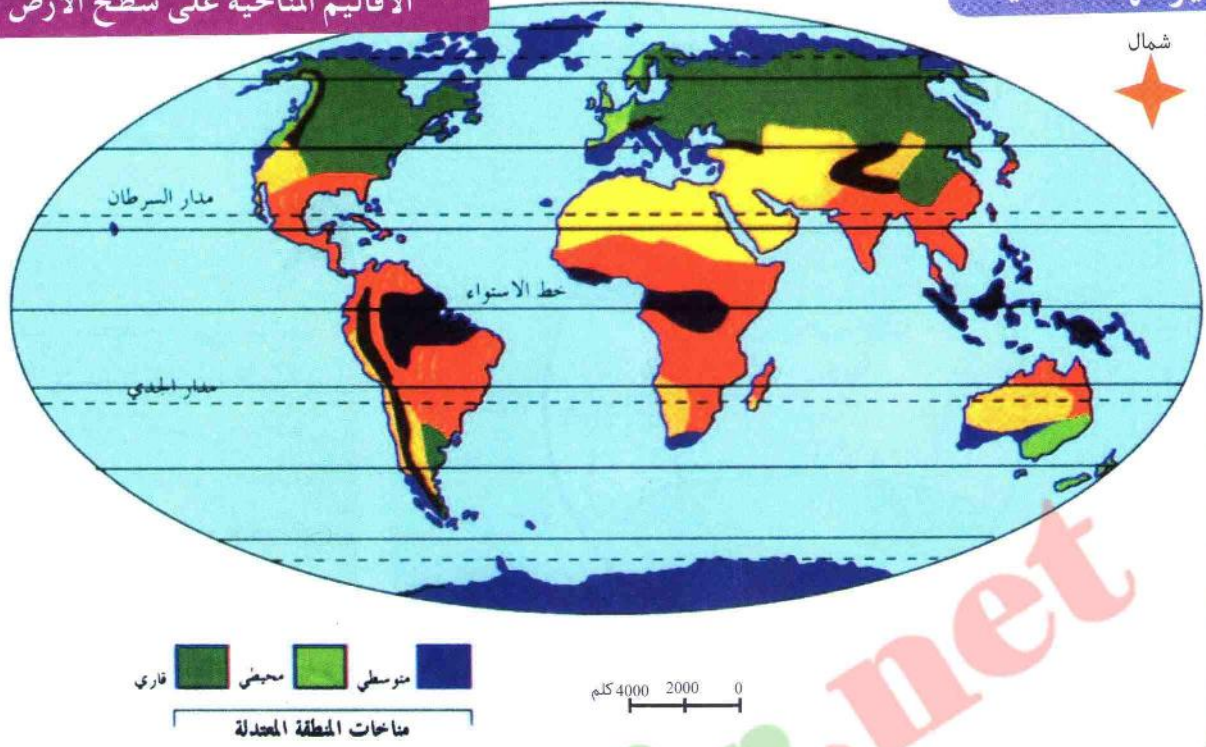 الأقاليم المناخية على سطح الأرض
شمال
مدار السرطان
خط الاستواء
مدار الجدي
متوسطي
محيطي
قاري
مناخات المنطقة المعتدلة
0 2000 4000 كلم
.net